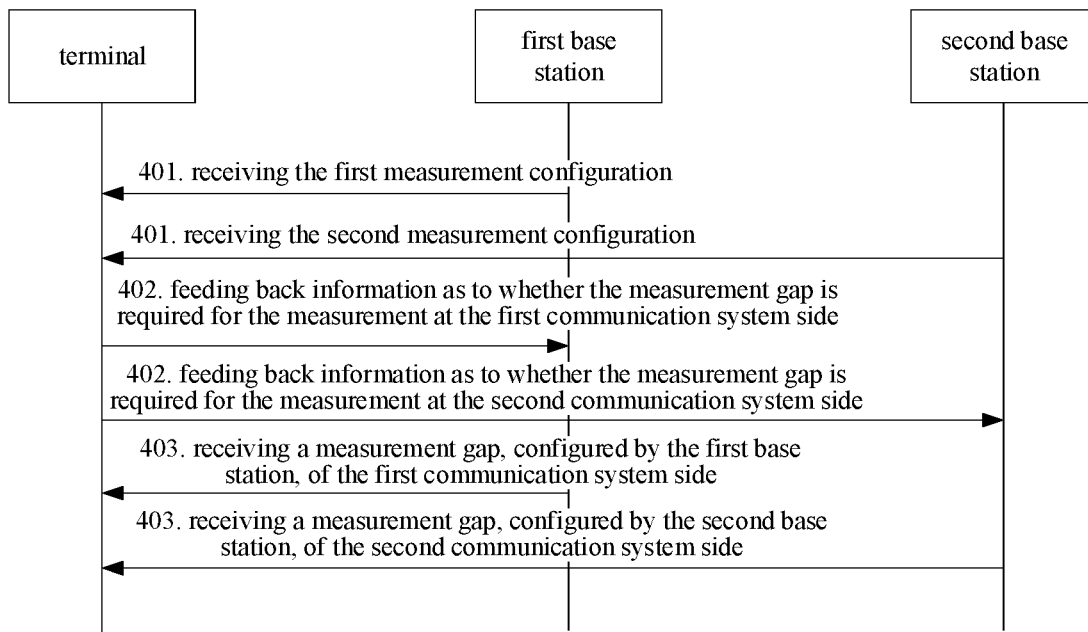 terminal
first base
station
second base
station
401. receiving the first measurement configuration
401. receiving the second measurement configuration
402. feeding back information as to whether the measurement gap is
required for the measurement at the first communication system side
402. feeding back information as to whether the measurement gap is
required for the measurement at the second communication system side
403. receiving a measurement gap, configured by the first base
station, of the first communication system side
403. receiving a measurement gap, configured by the second base
station, of the second communication system side